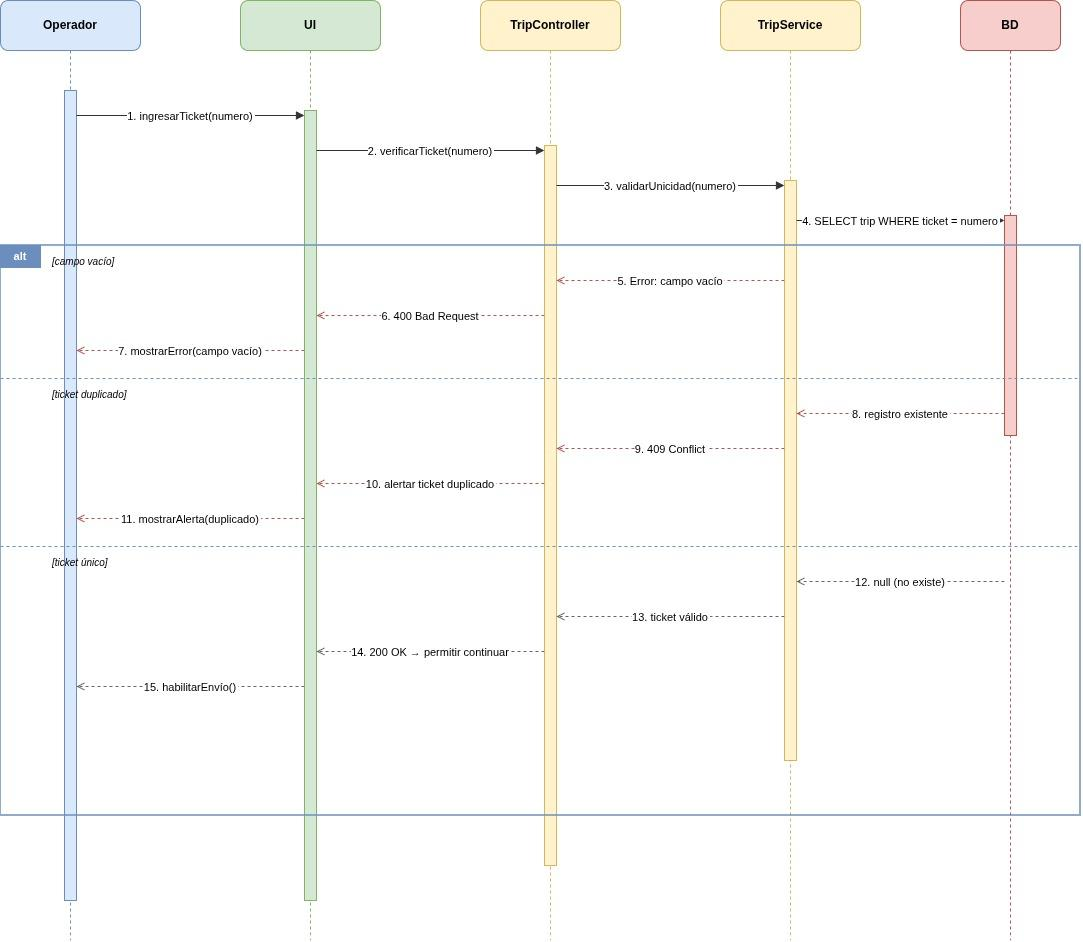 Operador
UI
TripController
TripService
BD
1. ingresarTicket(numero)
2. verificarTicket(numero)
3. validarUnicidad(numero)
4. SELECT trip WHERE ticket = numero
alt
[campo vacío]
5. Error: campo vacío
6. 400 Bad Request
7. mostrarError(campo vacío)
[ticket duplicado]
8. registro existente
9. 409 Conflict
10. alertar ticket duplicado
11. mostrarAlerta(duplicado)
[ticket único]
12. null (no existe)
13. ticket válido
14. 200 OK → permitir continuar
15. habilitarEnvío()